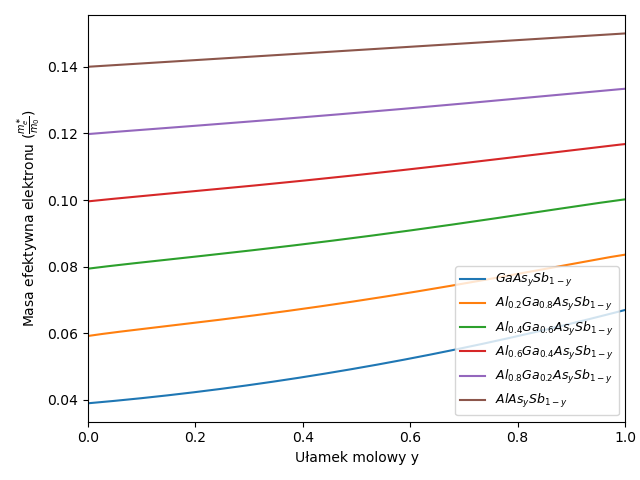 Masa efektywna elektronu (m*e/m0)
0.14
0.12
0.10
0.08
0.06
0.04
GaAsySb1−y
Al0.2Ga0.8AsySb1−y
Al0.4Ga0.6AsySb1−y
Al0.6Ga0.4AsySb1−y
Al0.8Ga0.2AsySb1−y
AlAsySb1−y
0.0 0.2 0.4 0.6 0.8 1.0
Ułamek molowy y